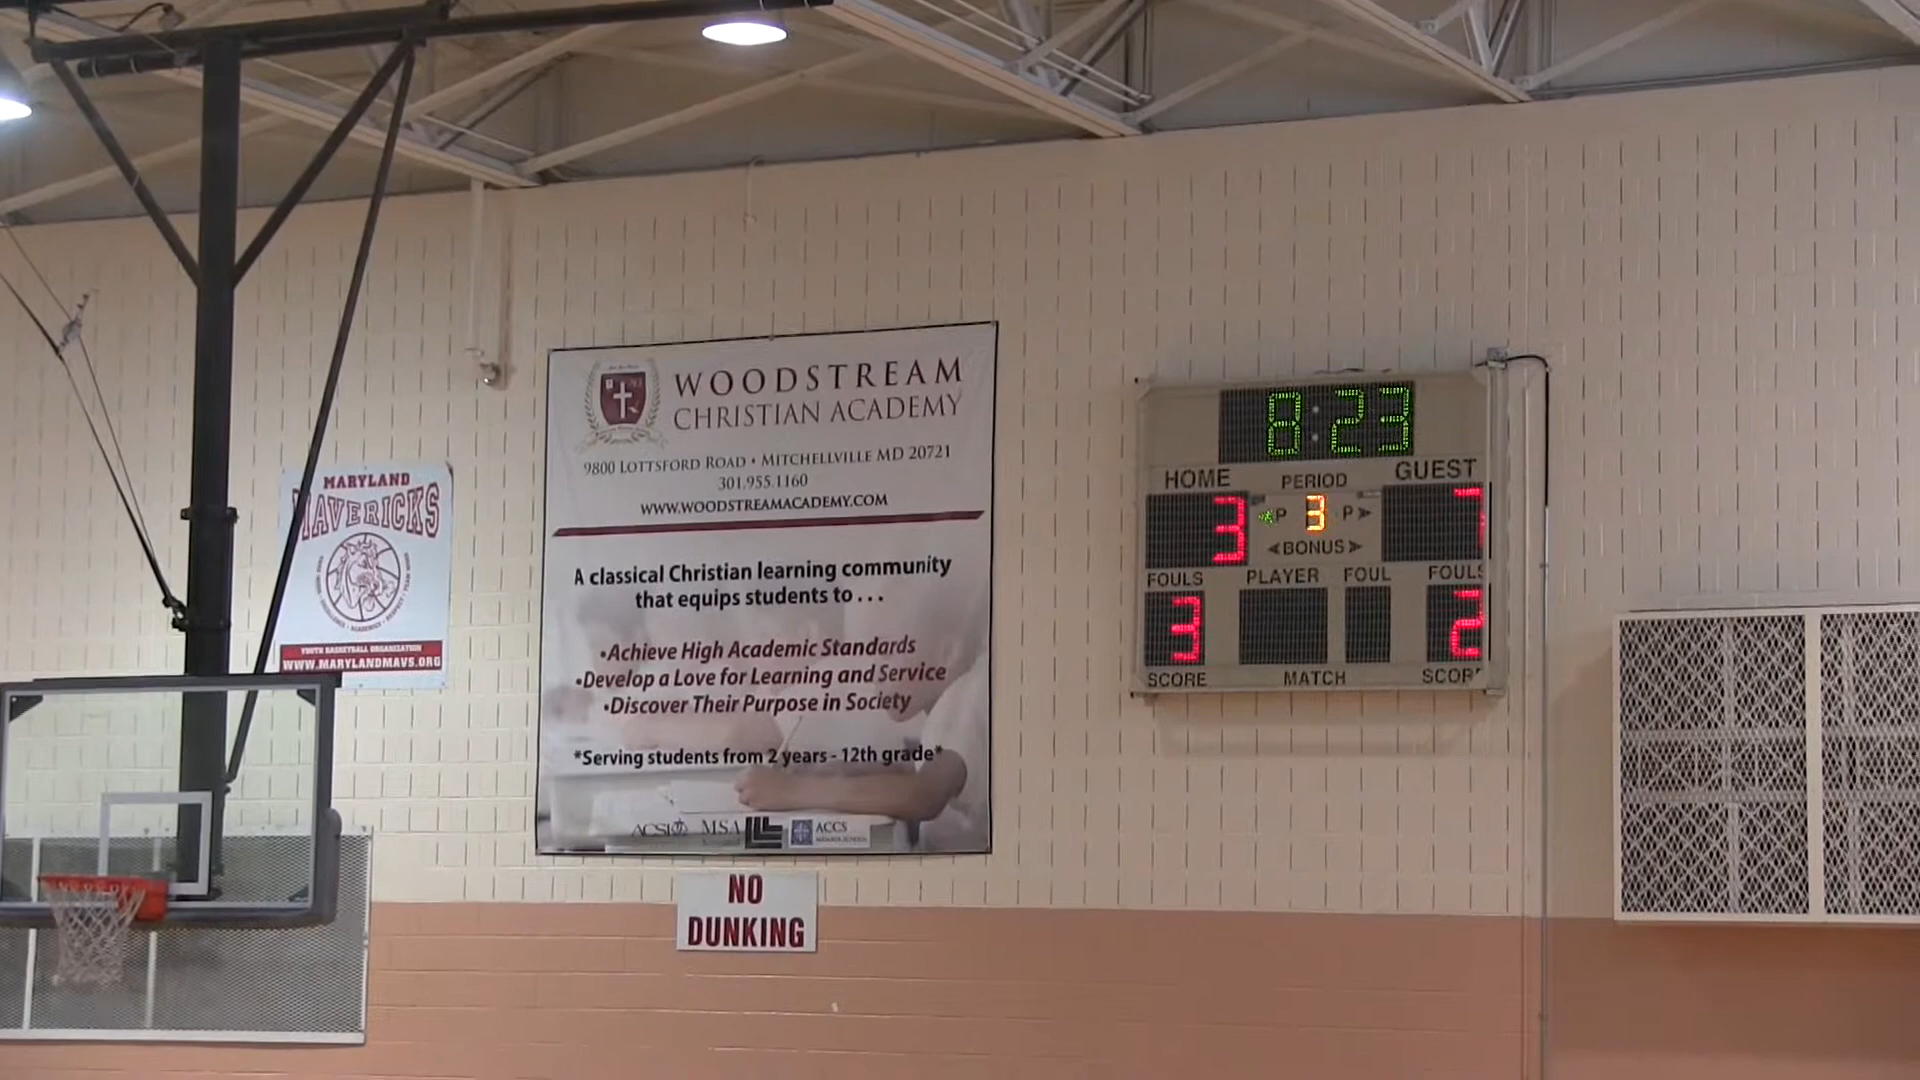 MARYLAND
MAVERICKS
YOUTH BASKETBALL ORGANIZATION
WWW.MARYLANDMAVS.ORG
WOODSTREAM
CHRISTIAN ACADEMY
9800 LOTTSFORD ROAD • MITCHELLVILLE MD 20721
301.955.1160
WWW.WOODSTREAMACADEMY.COM
A classical Christian learning community
that equips students to . . .
•Achieve High Academic Standards
•Develop a Love for Learning and Service
•Discover Their Purpose in Society
*Serving students from 2 years - 12th grade*
ACSI MSA ACCS
NO
DUNKING
8:23
HOME PERIOD GUEST
3 P 3 P 7
BONUS
FOULS PLAYER FOUL FOULS
3 2
SCORE MATCH SCOR